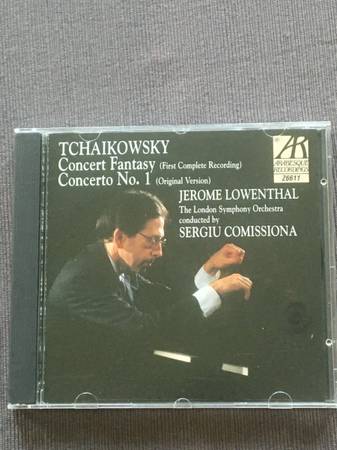 TCHAIKOWSKY
Concert Fantasy (First Complete Recording)
Concerto No. 1 (Original Version)
AR
ARABESQUE
RECORDINGS
Z6611
JEROME LOWENTHAL
The London Symphony Orchestra
conducted by
SERGIU COMISSIONA